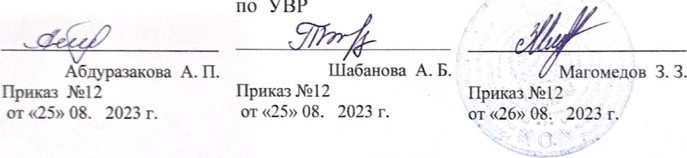 по УВР
Абдуразакова А. П.
Приказ №12
от «25» 08. 2023 г.
Шабанова А. Б.
Приказ №12
от «25» 08. 2023 г.
Магомедов З. З.
Приказ №12
от «26» 08. 2023 г.